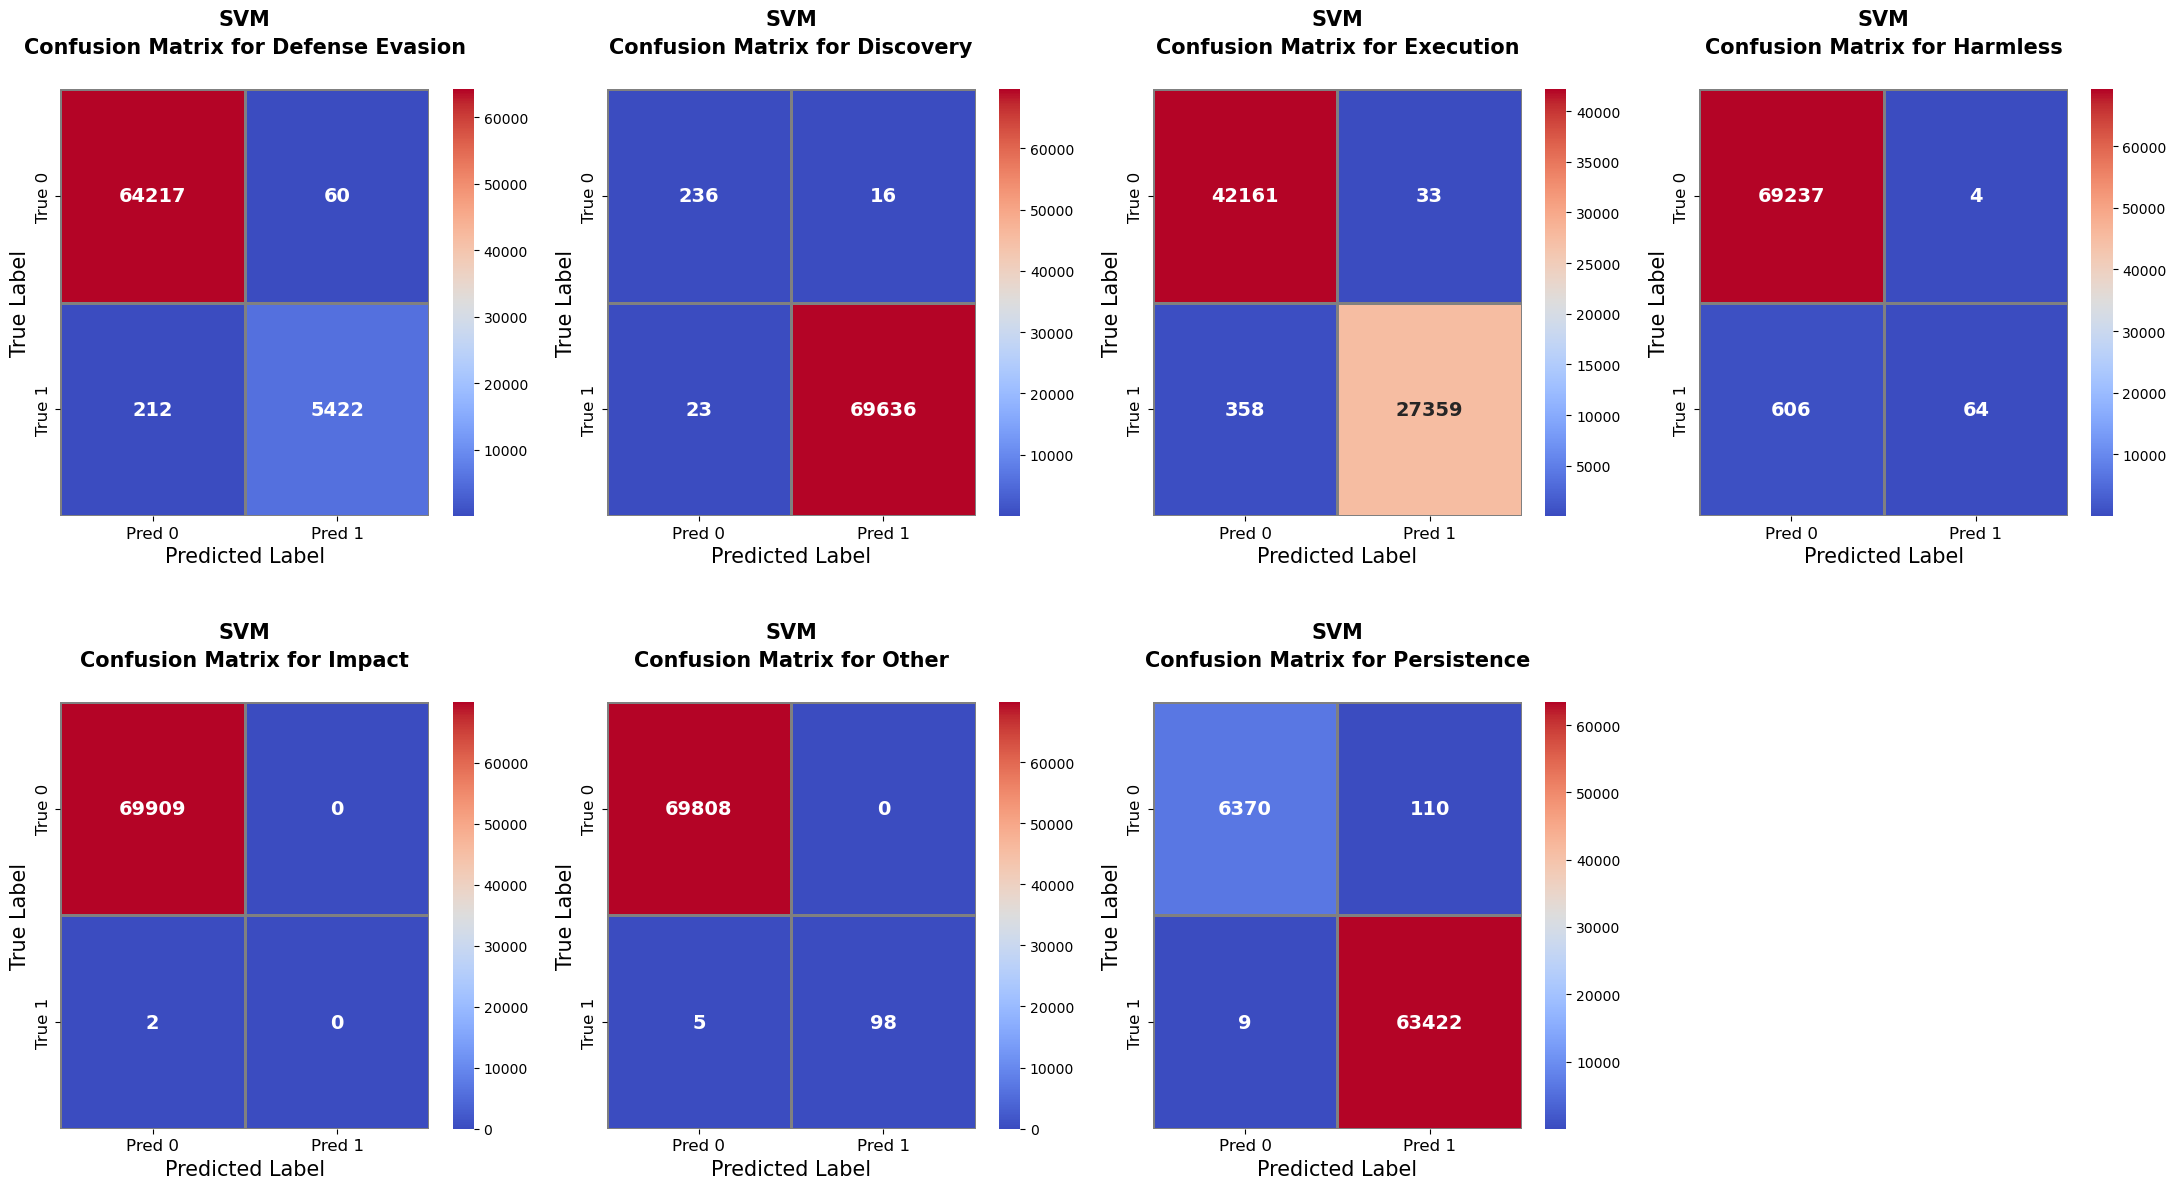 SVM
Confusion Matrix for Defense Evasion
True Label
True 0
True 1
64217
60
212
5422
Pred 0
Pred 1
Predicted Label
60000
50000
40000
30000
20000
10000
SVM
Confusion Matrix for Discovery
True Label
True 0
True 1
236
16
23
69636
Pred 0
Pred 1
Predicted Label
60000
50000
40000
30000
20000
10000
SVM
Confusion Matrix for Execution
True Label
True 0
True 1
42161
33
358
27359
Pred 0
Pred 1
Predicted Label
40000
35000
30000
25000
20000
15000
10000
5000
SVM
Confusion Matrix for Harmless
True Label
True 0
True 1
69237
4
606
64
Pred 0
Pred 1
Predicted Label
60000
50000
40000
30000
20000
10000
SVM
Confusion Matrix for Impact
True Label
True 0
True 1
69909
0
2
0
Pred 0
Pred 1
Predicted Label
60000
50000
40000
30000
20000
10000
0
SVM
Confusion Matrix for Other
True Label
True 0
True 1
69808
0
5
98
Pred 0
Pred 1
Predicted Label
60000
50000
40000
30000
20000
10000
0
SVM
Confusion Matrix for Persistence
True Label
True 0
True 1
6370
110
9
63422
Pred 0
Pred 1
Predicted Label
60000
50000
40000
30000
20000
10000